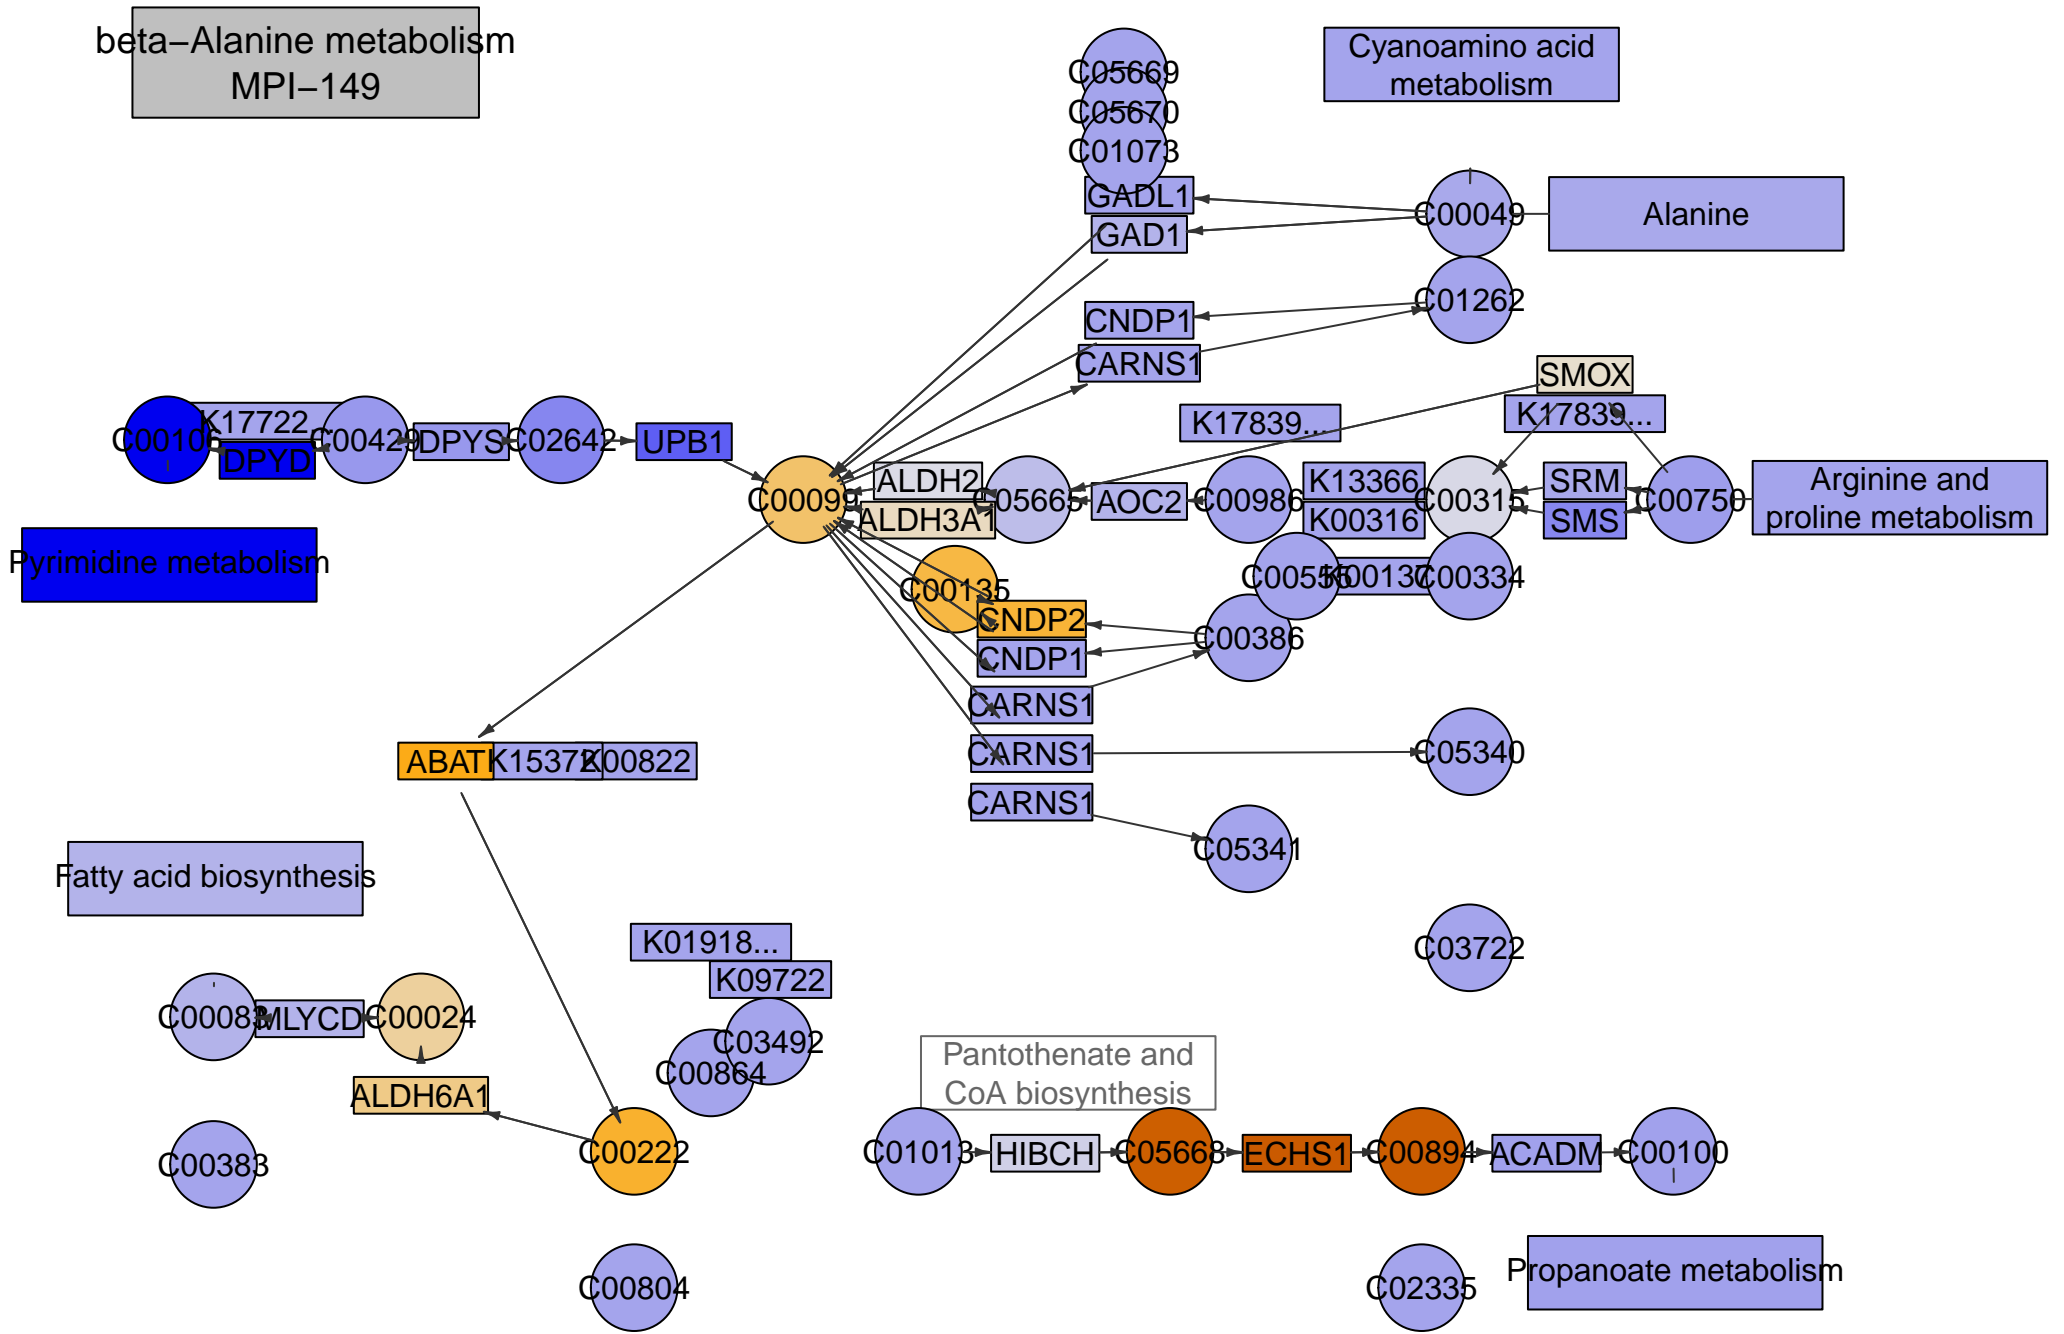 beta−Alanine metabolism
MPI−149
C05669
C05670
C01073
Cyanoamino acid
metabolism
GADL1
GAD1
C00049
Alanine
CNDP1
C01262
CARNS1
SMOX
K17839...
K17839...
C00106
K17722...
DPYD
C00429
DPYS
C02642
UPB1
C00099
ALDH2
ALDH3A1
C05665
AOC2
C00986
K13366
K00316
C00315
SRM
SMS
C00750
Arginine and
proline metabolism
Pyrimidine metabolism
C00135
C00555
K00137
C00334
CNDP2
CNDP1
C00386
CARNS1
CARNS1
CARNS1
C05340
C05341
ABAT
K15372
K00822
Fatty acid biosynthesis
K01918...
K09722
C03722
C00083
MLYCD
C00024
C03492
C00864
ALDH6A1
Pantothenate and
CoA biosynthesis
C00383
C00222
C01013
HIBCH
C05668
ECHS1
C00894
ACADM
C00100
C00804
C02335
Propanoate metabolism